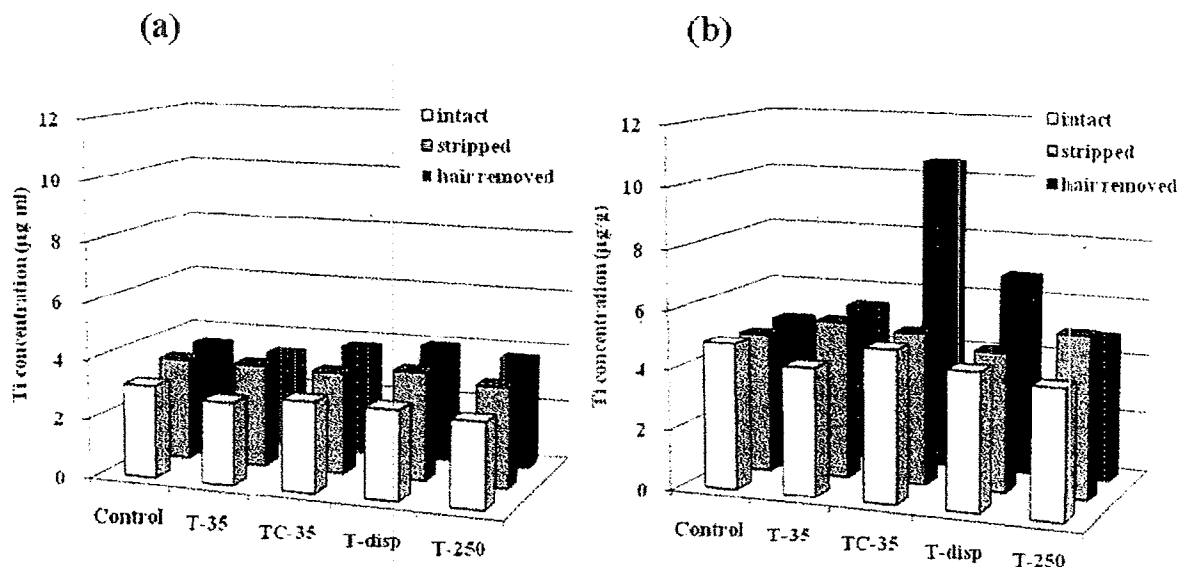 (a)
Ti concentration (µg ml)
12
10
8
6
4
2
0
intact
stripped
hair removed
Control
T-35
TC-35
T-disp
T-250
(b)
Ti concentration (µg/g)
12
10
8
6
4
2
0
intact
stripped
hair removed
Control
T-35
TC-35
T-disp
T-250